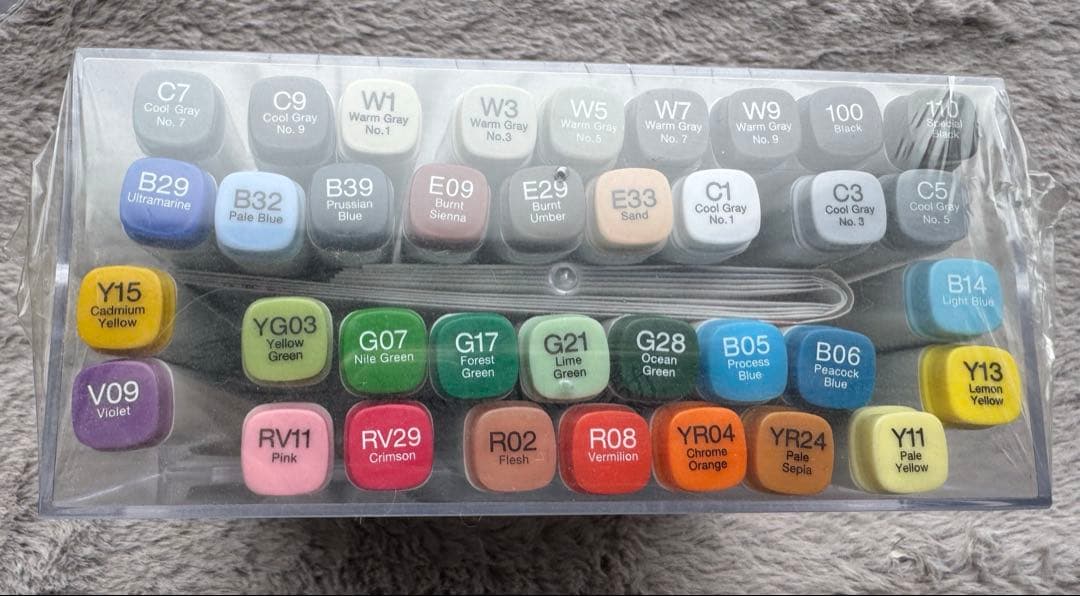 C7
Cool Gray
No. 7
C9
Cool Gray
No. 9
W1
Warm Gray
No.1
W3
Warm Gray
No.3
W5
Warm Gray
No.5
W7
Warm Gray
No.7
W9
Warm Gray
No.9
100
Black
110
Special
Black
B29
Ultramarine
B32
Pale Blue
B39
Prussian
Blue
E09
Burnt
Sienna
E29
Burnt
Umber
E33
Sand
C1
Cool Gray
No.1
C3
Cool Gray
No. 3
C5
Cool Gray
No. 5
Y15
Cadmium
Yellow
B14
Light Blue
YG03
Yellow
Green
G07
Nile Green
G17
Forest
Green
G21
Lime
Green
G28
Ocean
Green
B05
Process
Blue
B06
Peacock
Blue
Y13
Lemon
Yellow
V09
Violet
RV11
Pink
RV29
Crimson
R02
Flesh
R08
Vermilion
YR04
Chrome
Orange
YR24
Pale
Sepia
Y11
Pale
Yellow